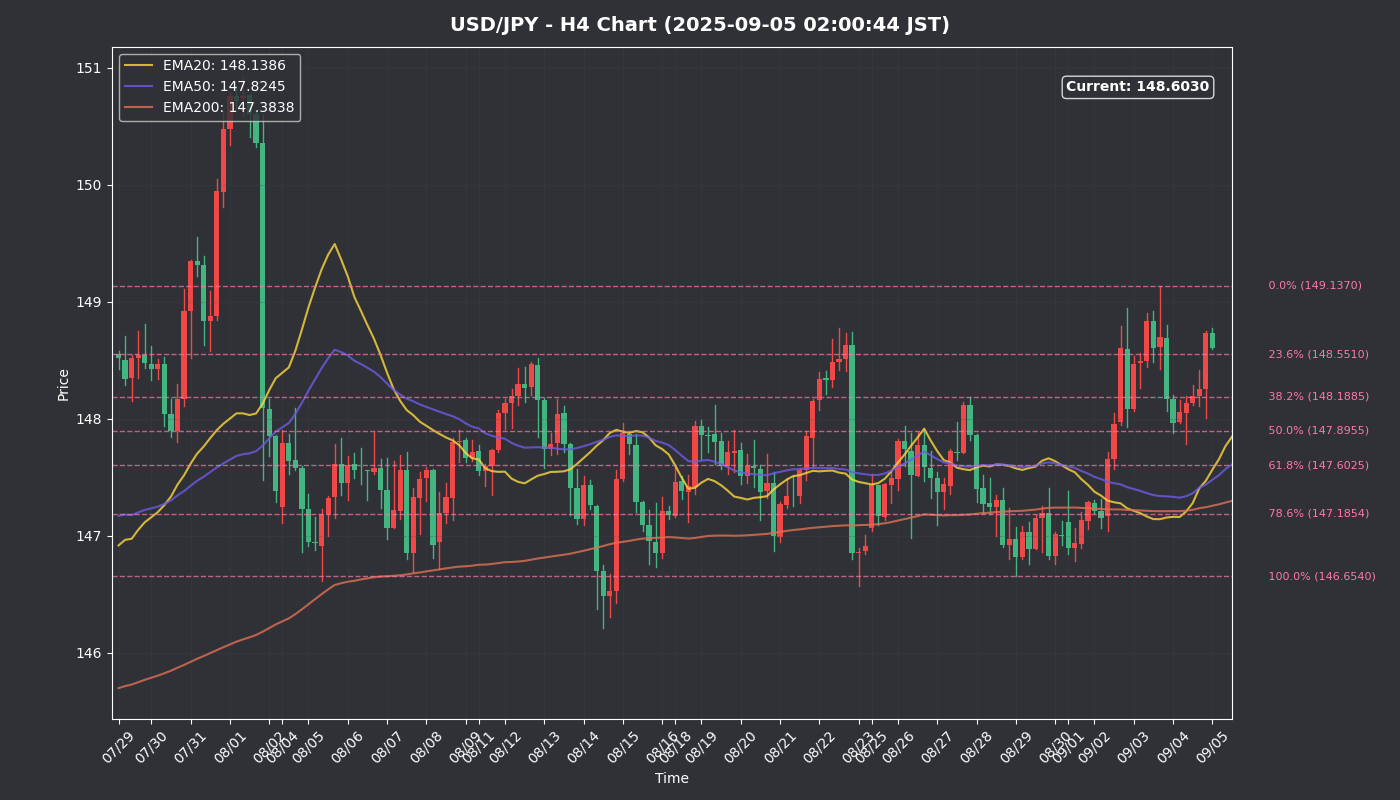 USD/JPY - H4 Chart (2025-09-05 02:00:44 JST)
EMA20: 148.1386
EMA50: 147.8245
EMA200: 147.3838
Current: 148.6030
151
150
149
148
147
146
Price
0.0% (149.1370)
23.6% (148.5510)
38.2% (148.1885)
50.0% (147.8955)
61.8% (147.6025)
78.6% (147.1854)
100.0% (146.6540)
07/29 07/30 07/31 08/01 08/02 08/04 08/05 08/06 08/07 08/08 08/09 08/11 08/12 08/13 08/14 08/15 08/16 08/18 08/19 08/20 08/21 08/22 08/23 08/25 08/26 08/27 08/28 08/29 08/30 09/01 09/02 09/03 09/04 09/05
Time